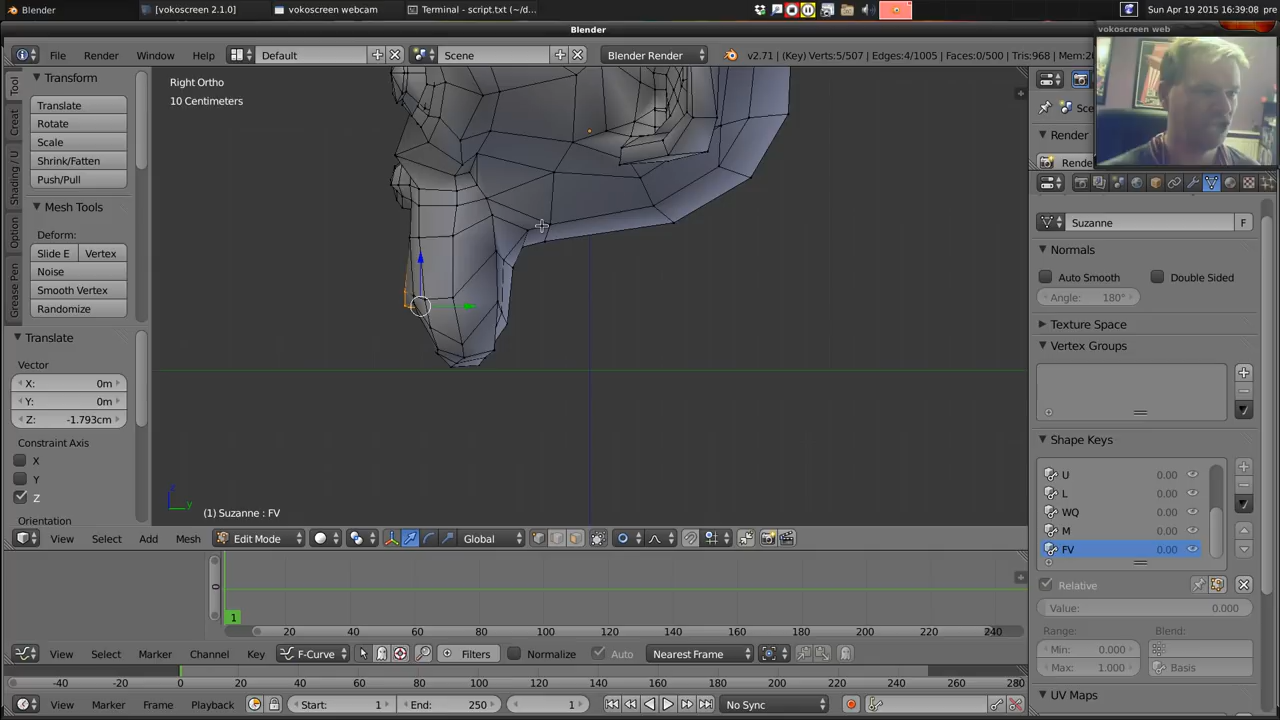 Blender
[vokoscreen 2.1.0]
vokoscreen webcam
Terminal - script.txt (~/d...
Sun Apr 19 2015 16:39:08 pre
Blender
vokoscreen web
File Render Window Help
Default
Scene
Blender Render
v2.71 | (Key) Verts:5/507 | Edges:4/1005 | Faces:0/500 | Tris:968 |
Tool
Creat
Shading / U
Option
Grease Pen
Transform
Translate
Rotate
Scale
Shrink/Fatten
Push/Pull
Mesh Tools
Deform:
Slide E Vertex
Noise
Smooth Vertex
Randomize
Translate
Vector
X: 0m
Y: 0m
Z: -1.793cm
Constraint Axis
X
Y
Z
Orientation
Right Ortho
10 Centimeters
(1) Suzanne : FV
View Select Add Mesh
Edit Mode
Global
Render
Suzanne
F
Normals
Auto Smooth
Double Sided
Angle: 180°
Texture Space
Vertex Groups
Shape Keys
U 0.00
L 0.00
WQ 0.00
M 0.00
FV 0.00
Relative
Value: 0.000
Range:
Blend:
Min: 0.000
Basis
Max: 1.000
UV Maps
0
1
20 40 60 80 100 120 140 160 180 200 220 240
View Select Marker Channel Key
F-Curve
Filters
Normalize
Auto
Nearest Frame
-40 -20 0 20 40 60 80 100 120 140 160 180 200 220 240 260 280
View Marker Frame Playback
Start: 1
End: 250
1
No Sync